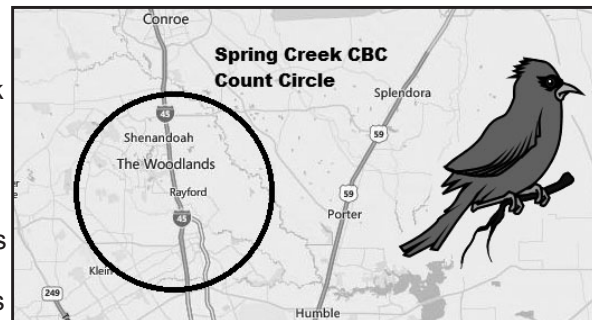 Conroe
Spring Creek CBC
Count Circle
Splendora
45
Shenandoah
59
The Woodlands
Rayford
59
45
Porter
Klein
249
Humble